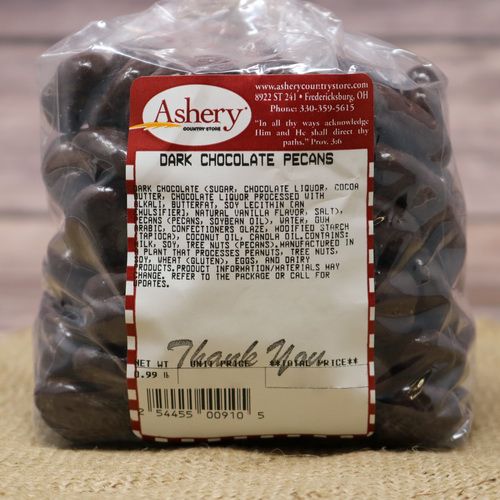 Ashery®
COUNTRY STORE
www.asherycountrystore.com
8922 ST 241 • Fredericksburg, OH
Phone: 330-359-5615
"In all thy ways acknowledge
Him and He shall direct thy
paths." Prov. 3:6
DARK CHOCOLATE PECANS
DARK CHOCOLATE (SUGAR, CHOCOLATE LIQUOR, COCOA
BUTTER, CHOCOLATE LIQUOR PROCESSED WITH
ALKALI, BUTTERFAT, SOY LECITHIN (AN
EMULSIFIER), NATURAL VANILLA FLAVOR, SALT),
PECANS (PECANS, SOYBEAN OIL), WATER, GUM
ARABIC, CONFECTIONERS GLAZE, MODIFIED STARCH
(TAPIOCA), COCONUT OIL, CANOLA OIL.CONTAINS:
MILK, SOY, TREE NUTS (PECANS).MANUFACTURED IN
A PLANT THAT PROCESSES PEANUTS, TREE NUTS,
SOY, WHEAT (GLUTEN), EGGS, AND DAIRY
PRODUCTS.PRODUCT INFORMATION/MATERIALS MAY
CHANGE. REFER TO THE PACKAGE OR CALL FOR
UPDATES.
Thank You
NET WT UNIT PRICE **TOTAL PRICE**
0.99 lb
2 54455 00910 5